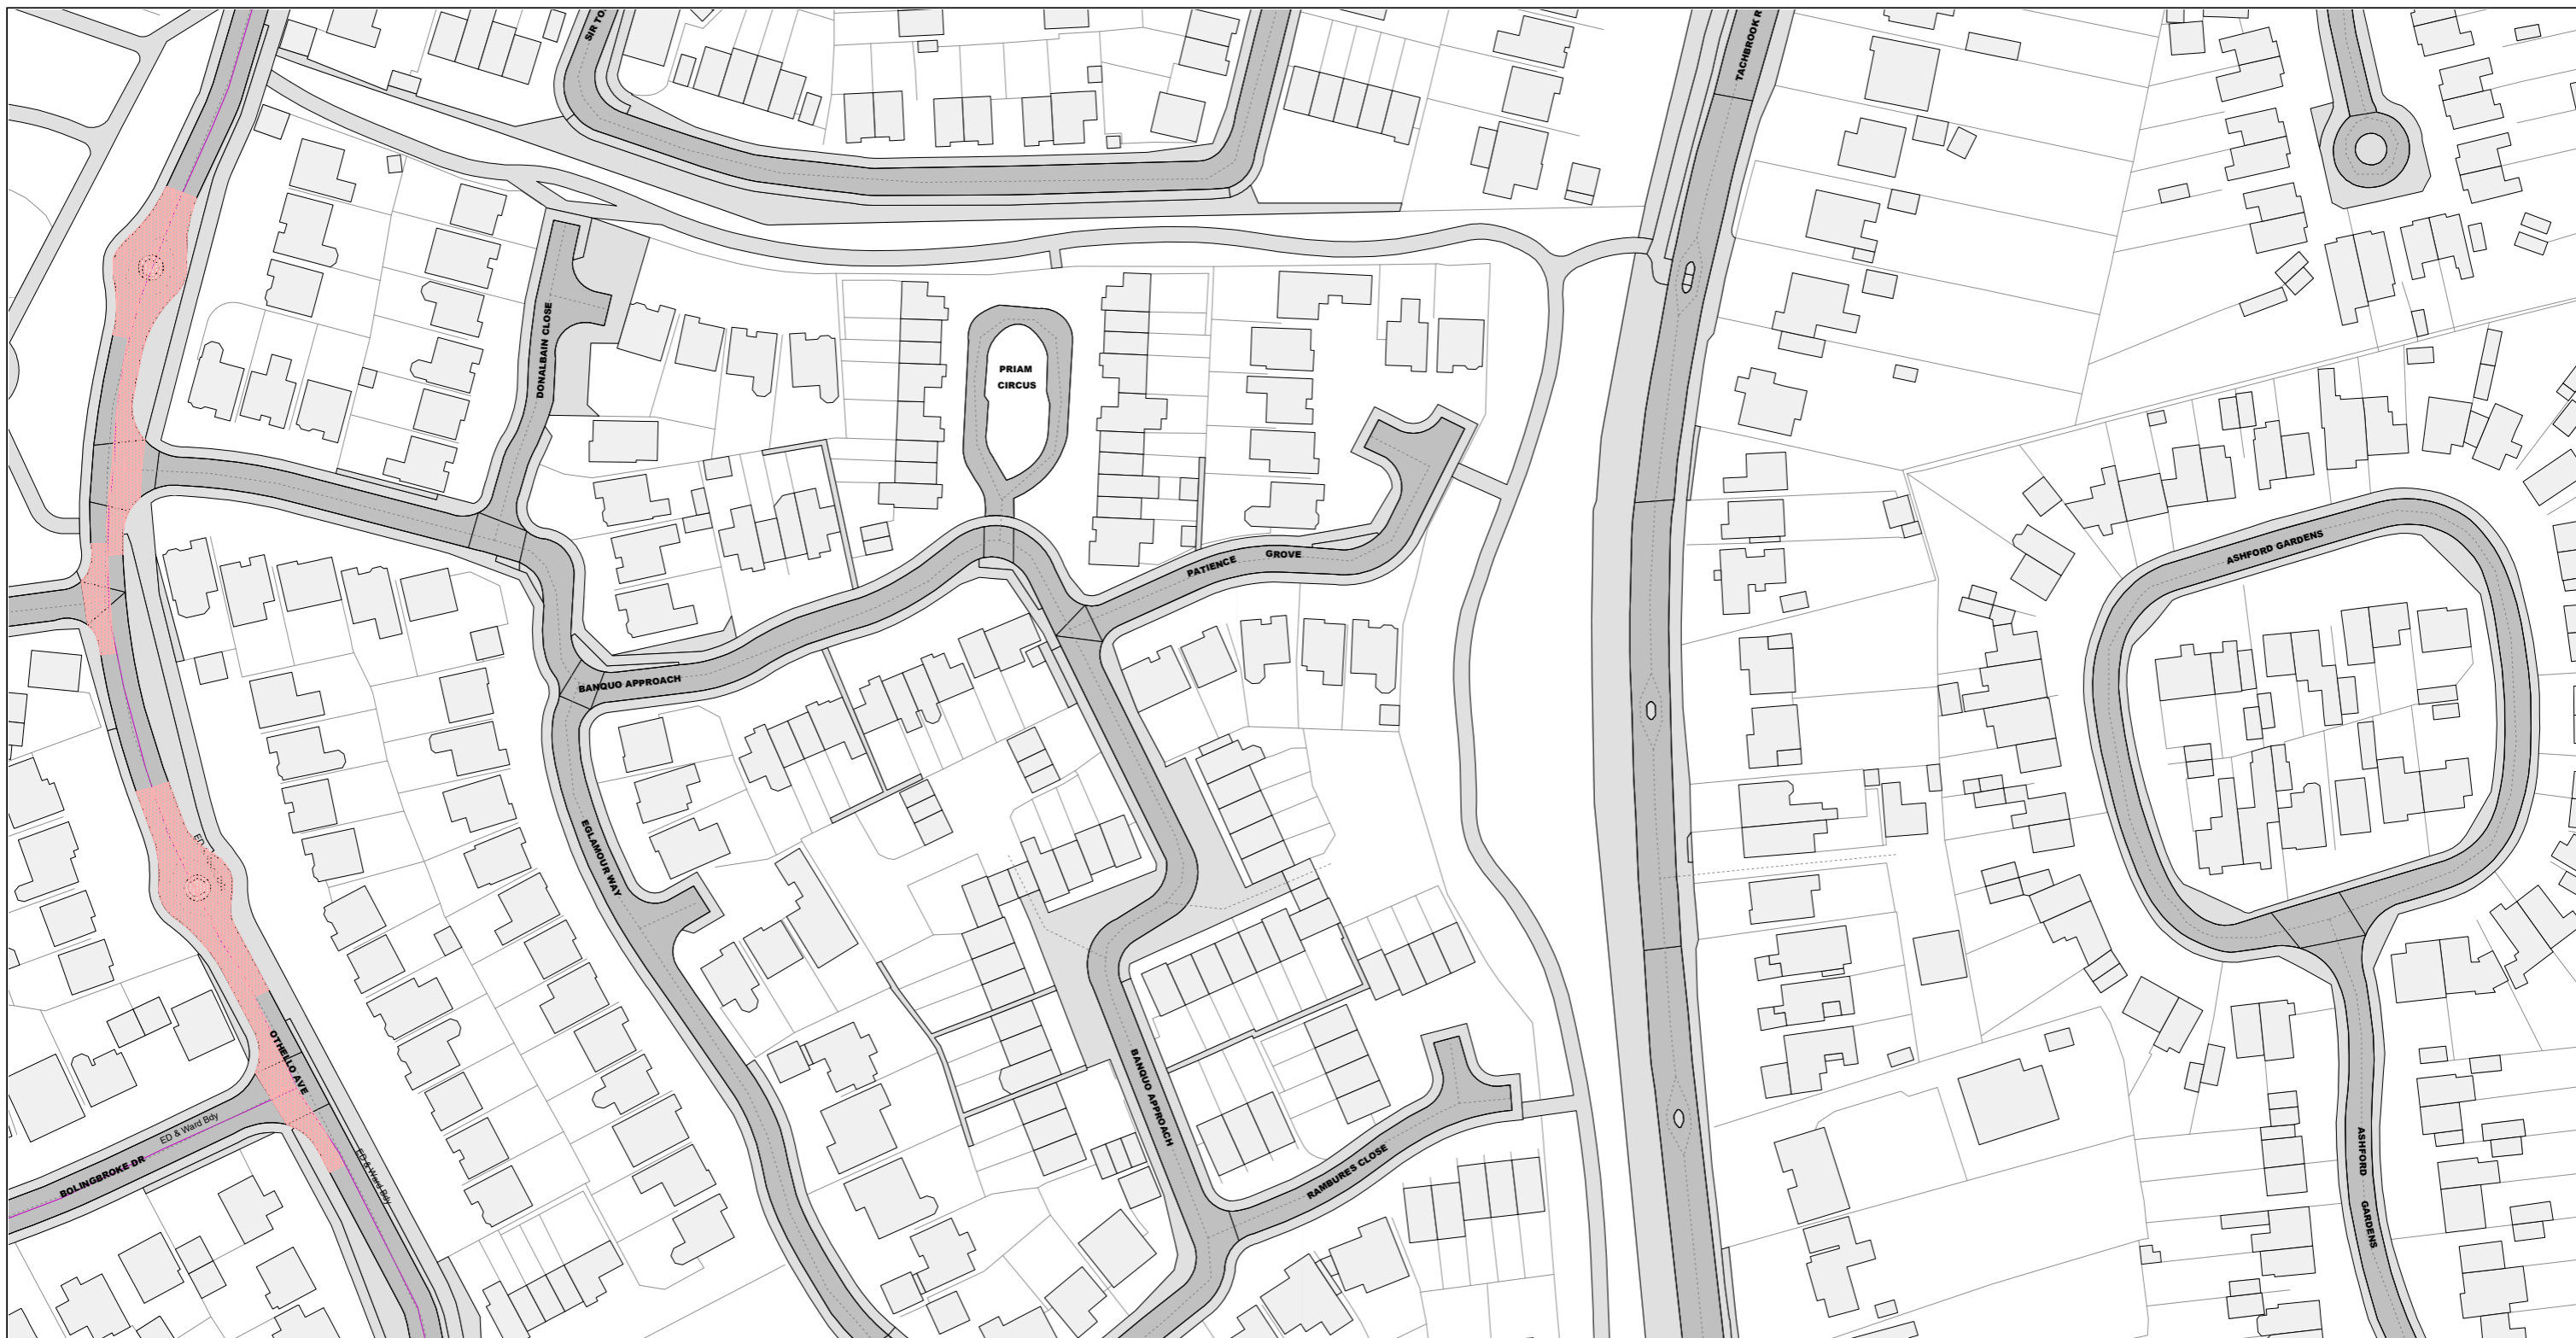 SIR TO
TACHBROOK R
DONALBAIN CLOSE
PRIAM
CIRCUS
PATIENCE GROVE
ASHFORD GARDENS
BANQUO APPROACH
EGLAMOUR WAY
ED
OTHELLO AVE
BANQUO APPROACH
ED & Ward Bdy
ED & Ward Bdy
BOLINGBROKE DR
RAMBURES CLOSE
ASHFORD GARDENS